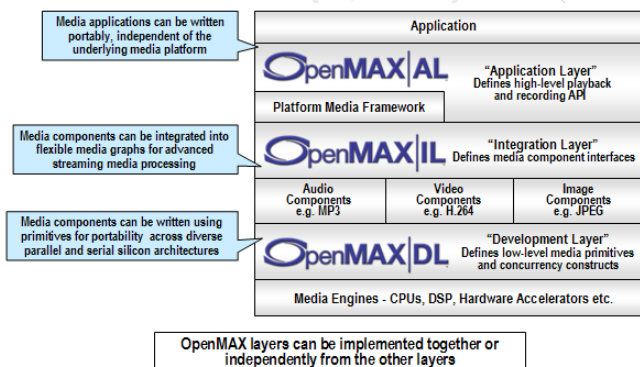 Media applications can be written
portably, independent of the
underlying media platform
Application
OpenMAX|AL
"Application Layer"
Defines high-level playback
and recording API
Platform Media Framework
Media components can be integrated into
flexible media graphs for advanced
streaming media processing
OpenMAX|IL
"Integration Layer"
Defines media component interfaces
Audio
Components
e.g. MP3
Video
Components
e.g. H.264
Image
Components
e.g. JPEG
Media components can be written using
primitives for portability across diverse
parallel and serial silicon architectures
OpenMAX|DL
"Development Layer"
Defines low-level media primitives
and concurrency constructs
Media Engines - CPUs, DSP, Hardware Accelerators etc.
OpenMAX layers can be implemented together or
independently from the other layers